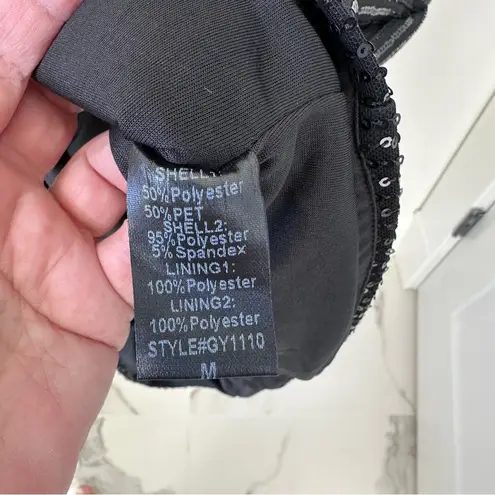 SHELL1:
50%Polyester
50%PET
SHELL2:
95%Polyester
5%Spandex
LINING1:
100%Polyester
LINING2:
100%Polyester
STYLE#GY1110
M